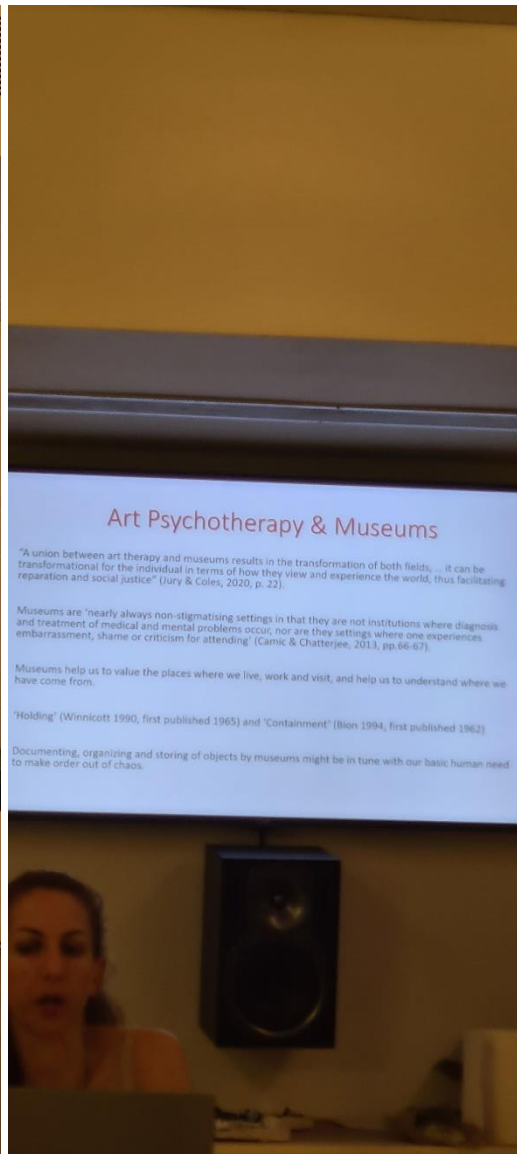 Art Psychotherapy & Museums
"A union between art therapy and museums results in the transformation of both fields, ... it can be
transformational for the individual in terms of how they view and experience the world, thus facilitating
reparation and social justice" (Jury & Coles, 2020, p. 22).
Museums are 'nearly always non-stigmatising settings in that they are not institutions where diagnosis
and treatment of medical and mental problems occur, nor are they settings where one experiences
embarrassment, shame or criticism for attending' (Camic & Chatterjee, 2013, pp.66-67).
Museums help us to value the places where we live, work and visit, and help us to understand where we
have come from.
'Holding' (Winnicott 1990, first published 1965) and 'Containment' (Bion 1994, first published 1962)
Documenting, organizing and storing of objects by museums might be in tune with our basic human need
to make order out of chaos.